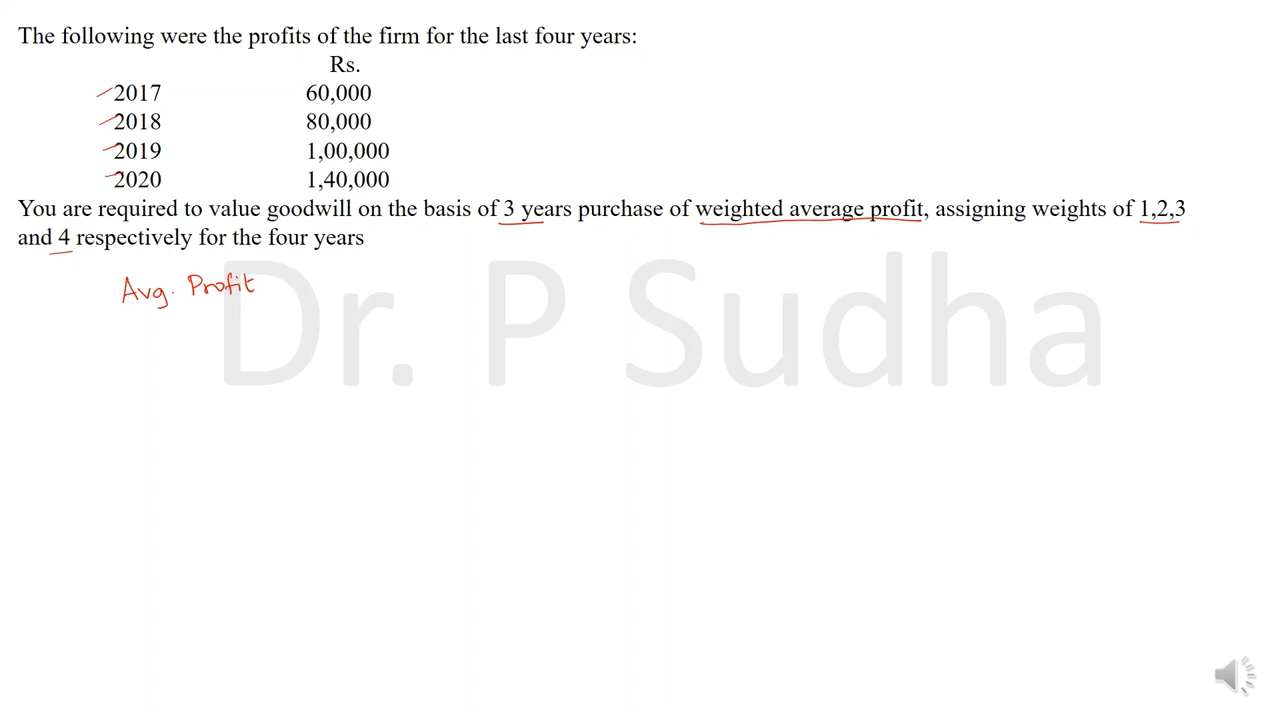 The following were the profits of the firm for the last four years:
Rs.
2017 60,000
2018 80,000
2019 1,00,000
2020 1,40,000
You are required to value goodwill on the basis of 3 years purchase of weighted average profit, assigning weights of 1,2,3
and 4 respectively for the four years
Avg. Profit
Dr. P Sudha